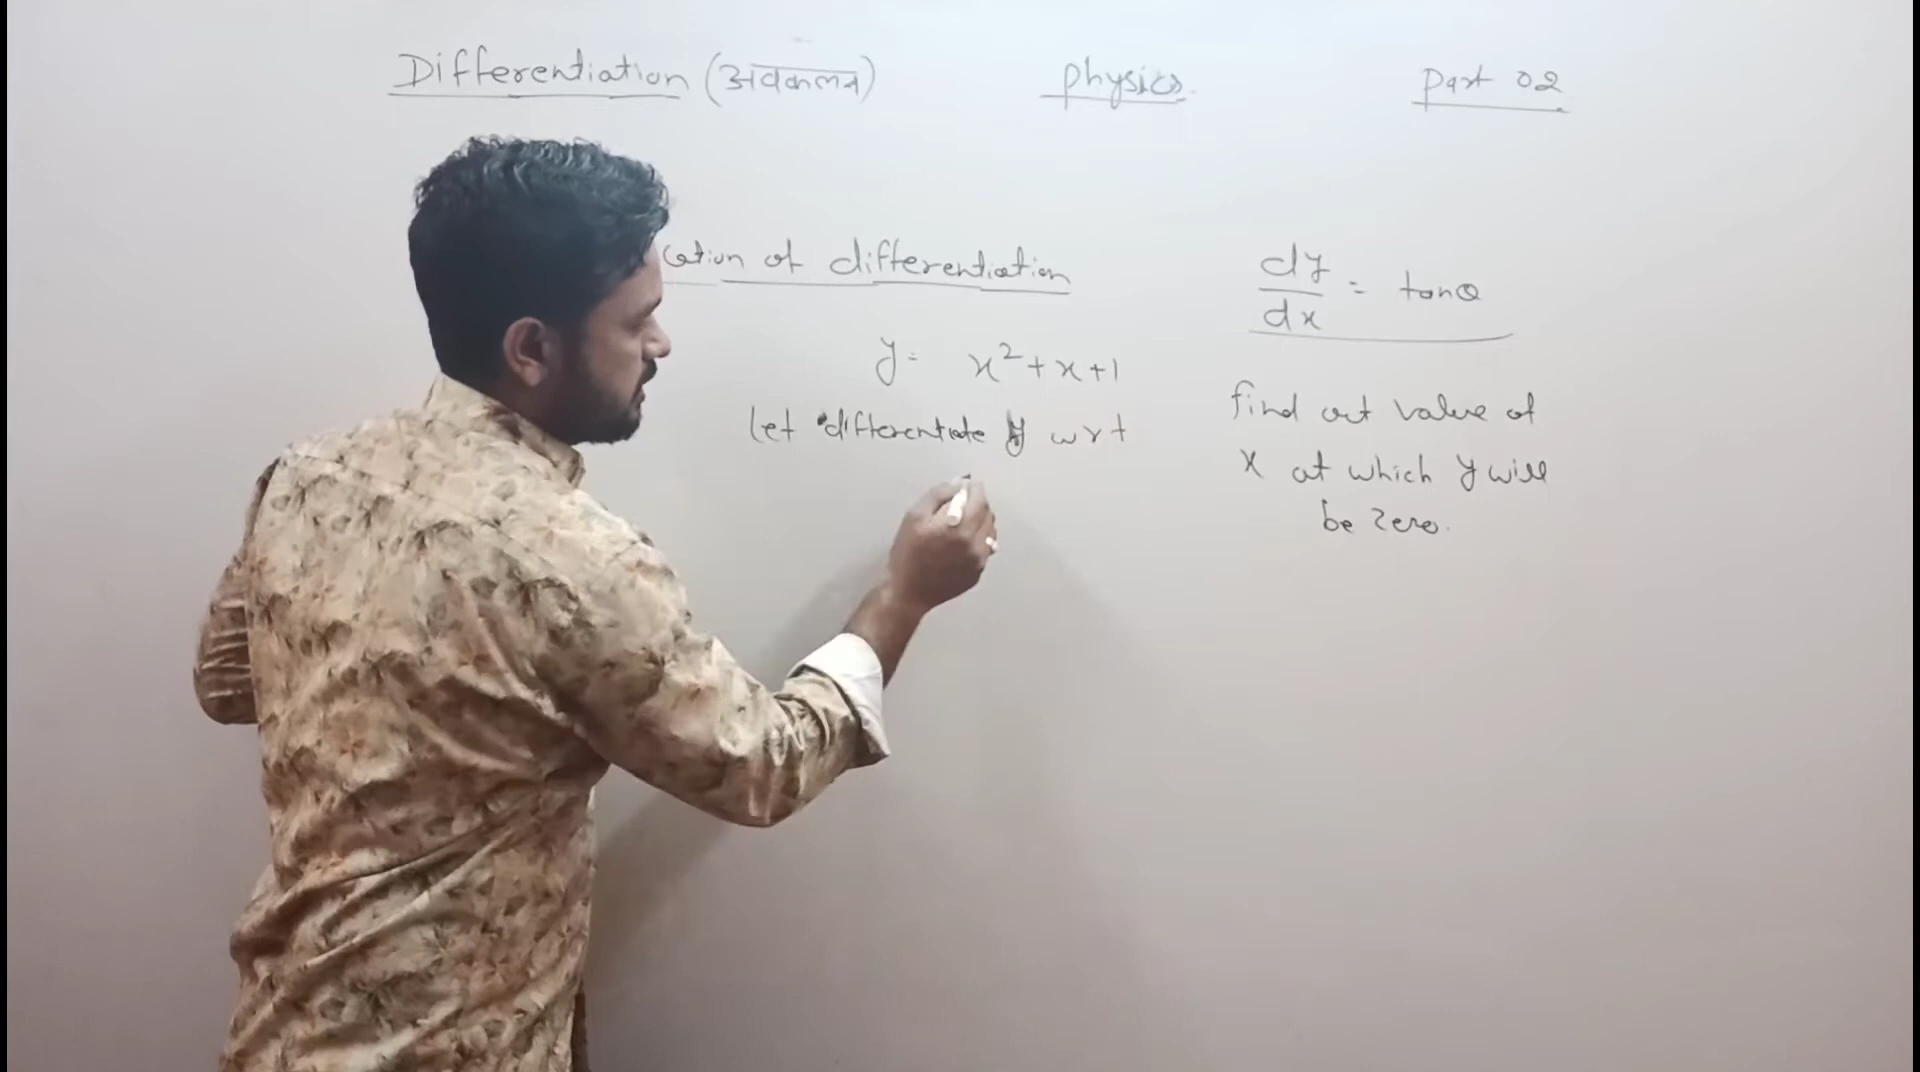 Differentiation (अवकलन) physics. Part 02
of differentiation
dy/dx = tanθ
y = x² + x + 1
let differentiate y wrt
find out value of
x at which y will
be zero.